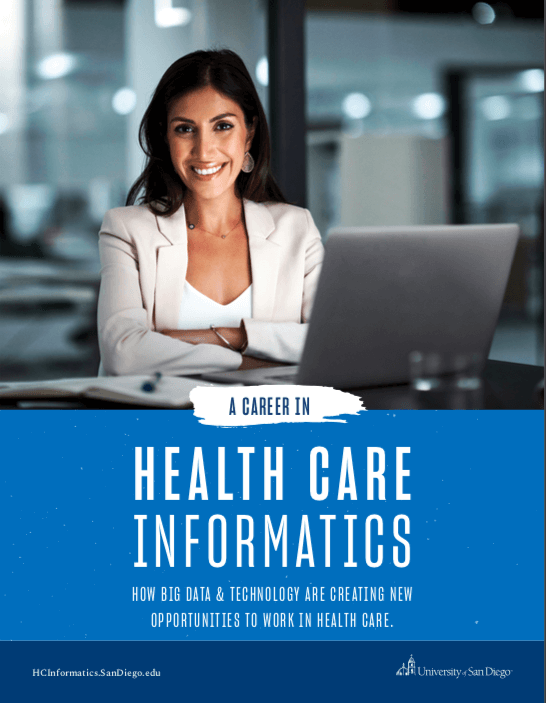 A CAREER IN
HEALTH CARE
INFORMATICS
HOW BIG DATA & TECHNOLOGY ARE CREATING NEW
OPPORTUNITIES TO WORK IN HEALTH CARE.
HCInformatics.SanDiego.edu
University of San Diego